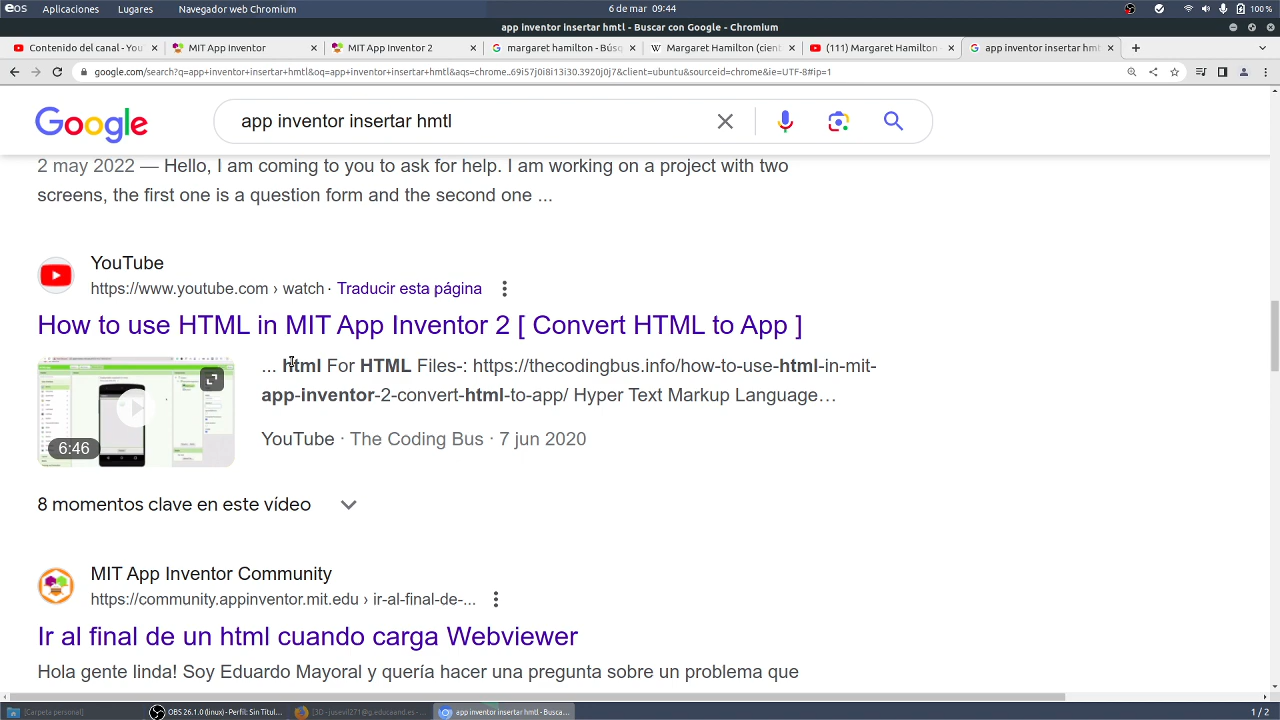 Aplicaciones
Lugares
Navegador web Chromium
6 de mar 09:44
100 %
app inventor insertar hmtl - Buscar con Google - Chromium
Contenido del canal - You
MIT App Inventor
MIT App Inventor 2
margaret hamilton - Búsq
Margaret Hamilton (cient
(111) Margaret Hamilton
app inventor insertar hmt
google.com/search?q=app+inventor+insertar+hmtl&oq=app+inventor+insertar+hmtl&aqs=chrome..69i57j0i8i13i30.3920j0j7&client=ubuntu&sourceid=chrome&ie=UTF-8#ip=1
Google
app inventor insertar hmtl
2 may 2022 — Hello, I am coming to you to ask for help. I am working on a project with two
screens, the first one is a question form and the second one ...
YouTube
https://www.youtube.com › watch · Traducir esta página
How to use HTML in MIT App Inventor 2 [ Convert HTML to App ]
... html For HTML Files-: https://thecodingbus.info/how-to-use-html-in-mit-
app-inventor-2-convert-html-to-app/ Hyper Text Markup Language…
6:46
YouTube · The Coding Bus · 7 jun 2020
8 momentos clave en este vídeo
MIT App Inventor Community
https://community.appinventor.mit.edu › ir-al-final-de-...
Ir al final de un html cuando carga Webviewer
Hola gente linda! Soy Eduardo Mayoral y quería hacer una pregunta sobre un problema que
[Carpeta personal]
OBS 26.1.0 (linux) - Perfil: Sin Títul...
app inventor insertar hmtl - Busca...
1 / 2